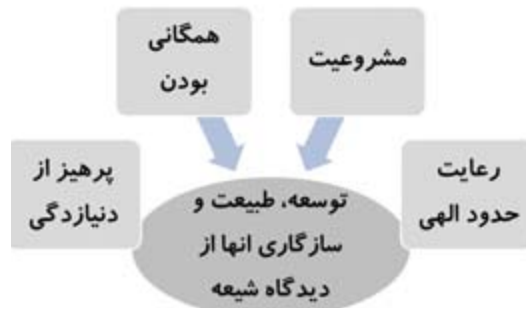 همگانی
بودن
مشروعیت
رعایت
حدود الهی
پرهیز از
دنیازدگی
توسعه، طبیعت و
سازگاری انها از
دیدگاه شیعه